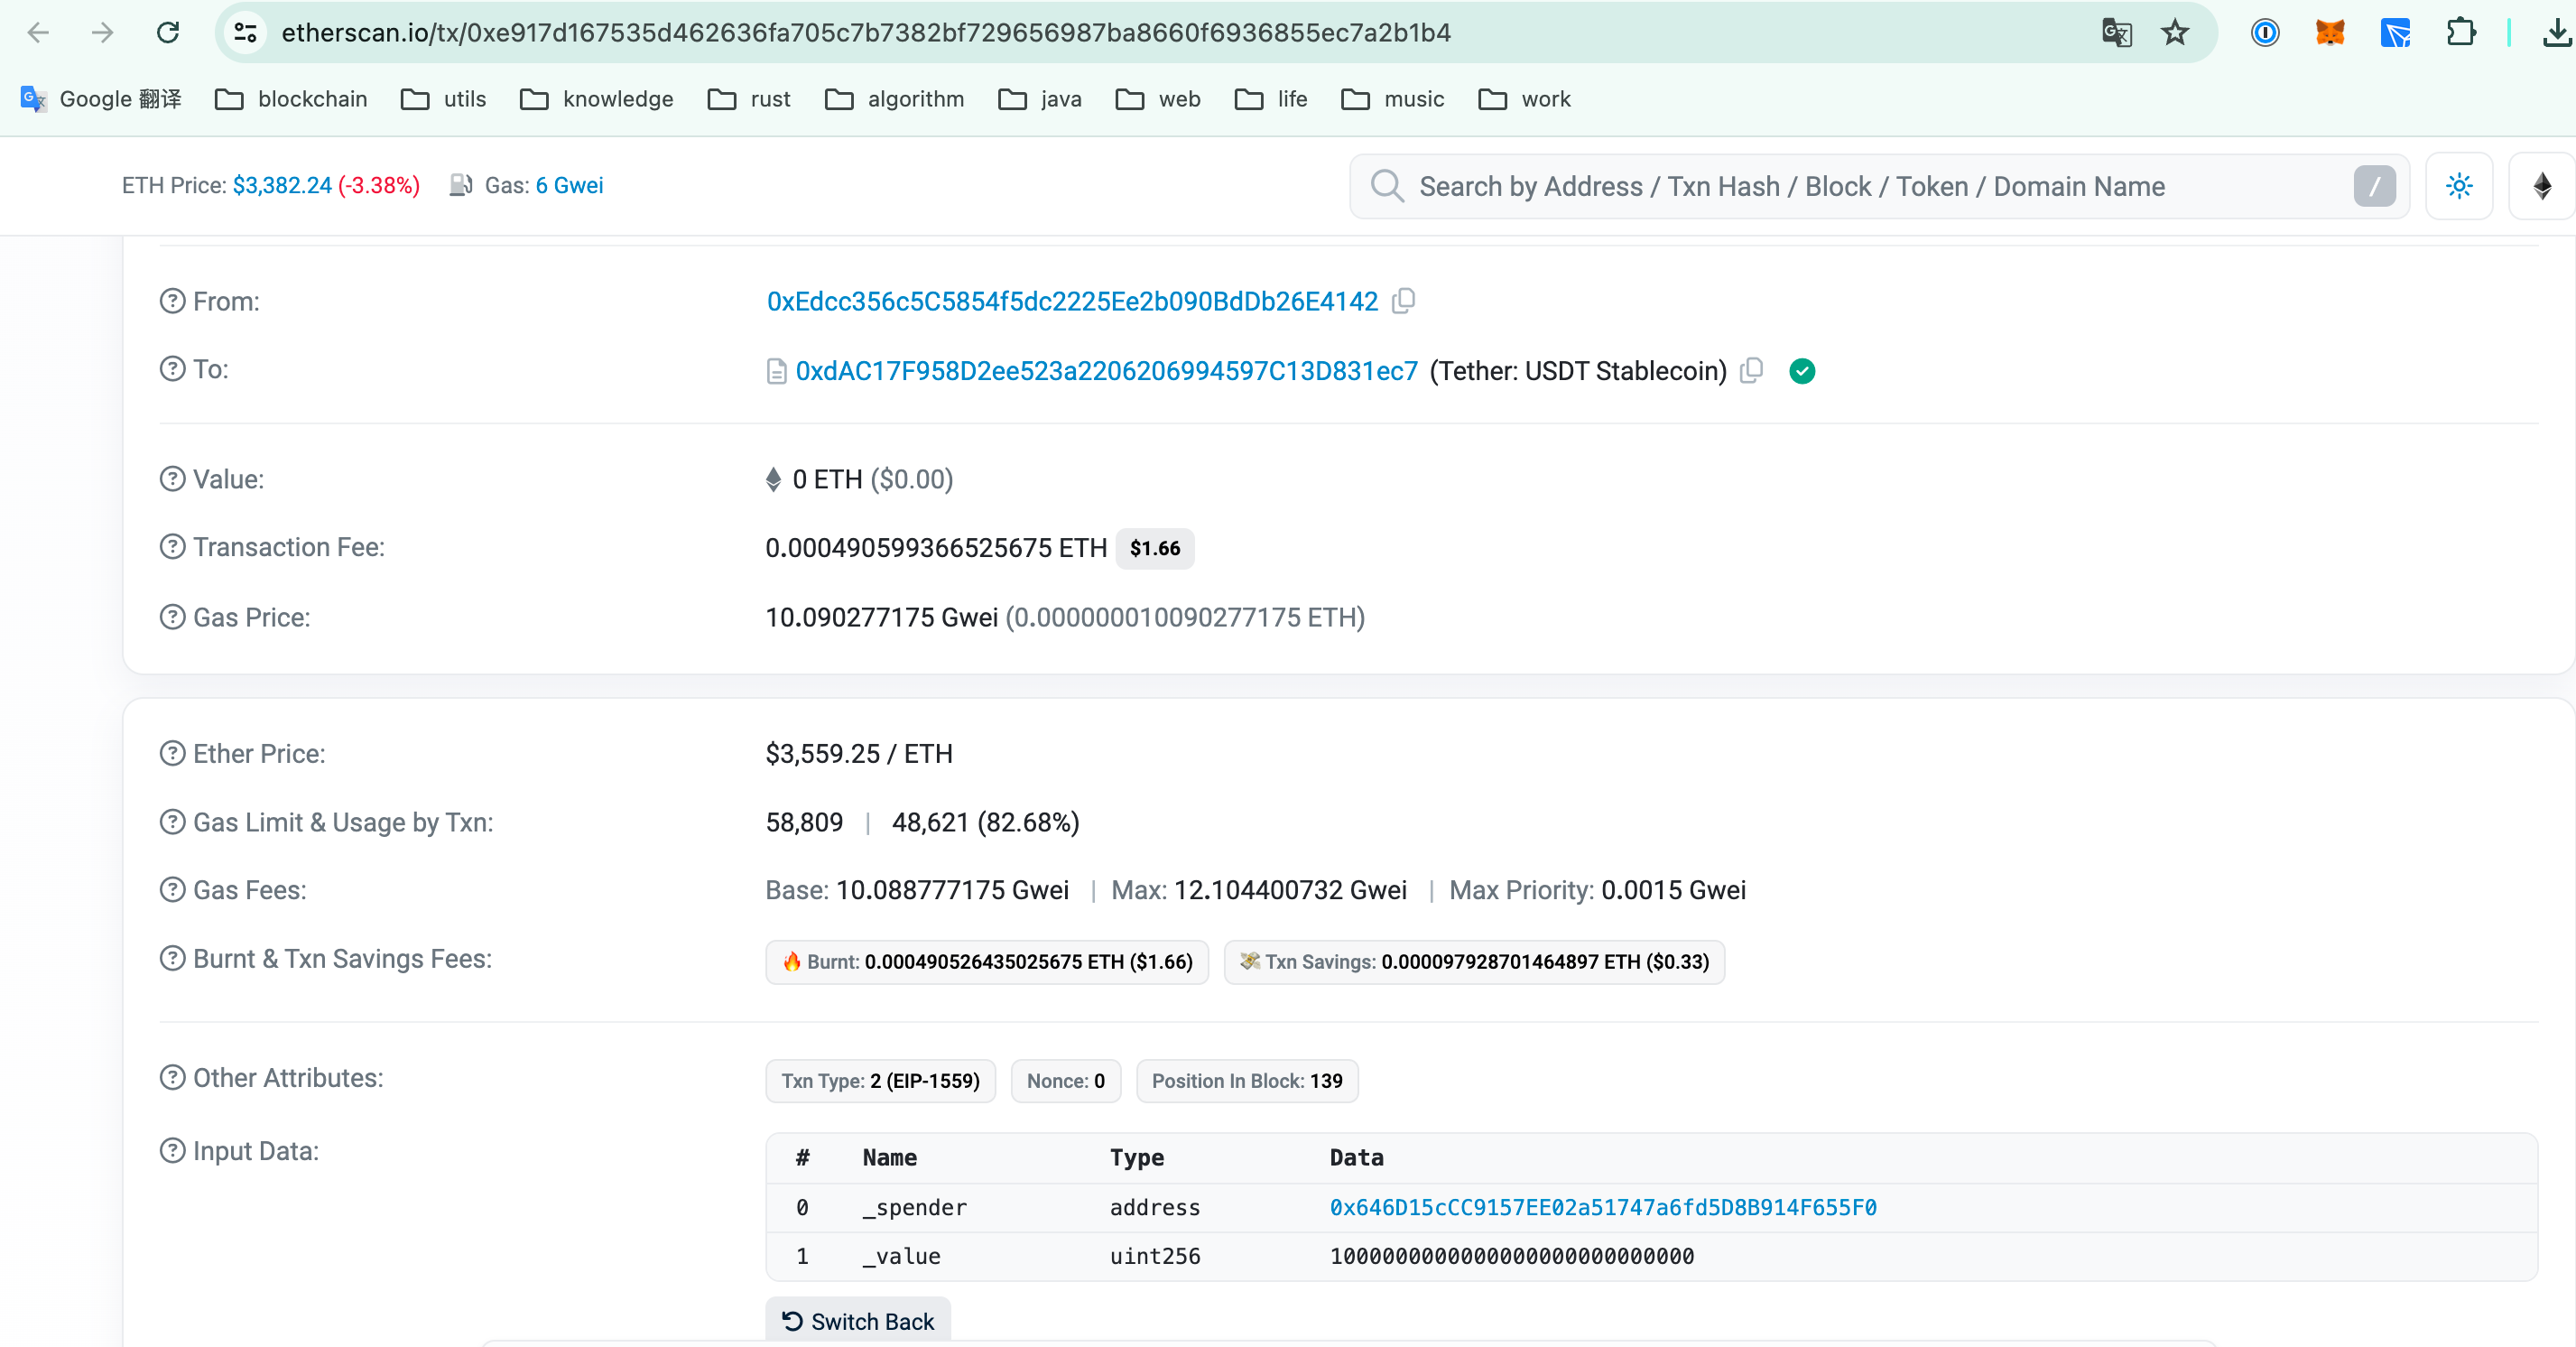 etherscan.io/tx/0xe917d167535d462636fa705c7b7382bf729656987ba8660f6936855ec7a2b1b4
Google 翻译 blockchain utils knowledge rust algorithm java web life music work
ETH Price: $3,382.24 (-3.38%) Gas: 6 Gwei Search by Address / Txn Hash / Block / Token / Domain Name /
From: 0xEdcc356c5C5854f5dc2225Ee2b090BdDb26E4142
To: 0xdAC17F958D2ee523a2206206994597C13D831ec7 (Tether: USDT Stablecoin)
Value: 0 ETH ($0.00)
Transaction Fee: 0.000490599366525675 ETH $1.66
Gas Price: 10.090277175 Gwei (0.000000010090277175 ETH)
Ether Price: $3,559.25 / ETH
Gas Limit & Usage by Txn: 58,809 | 48,621 (82.68%)
Gas Fees: Base: 10.088777175 Gwei | Max: 12.104400732 Gwei | Max Priority: 0.0015 Gwei
Burnt & Txn Savings Fees: Burnt: 0.000490526435025675 ETH ($1.66) Txn Savings: 0.000097928701464897 ETH ($0.33)
Other Attributes: Txn Type: 2 (EIP-1559) Nonce: 0 Position In Block: 139
Input Data:
# Name Type Data
0 _spender address 0x646D15cCC9157EE02a51747a6fd5D8B914F655F0
1 _value uint256 1000000000000000000000000000
Switch Back